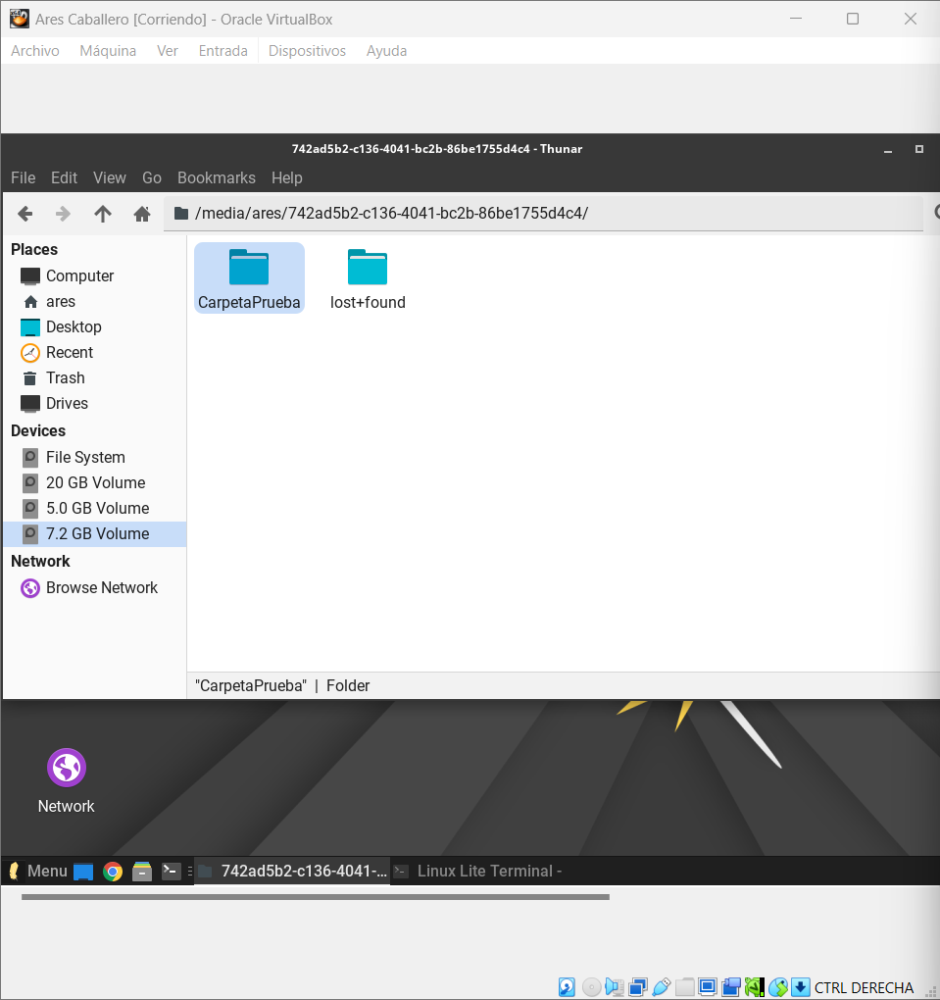 Ares Caballero [Corriendo] - Oracle VirtualBox
Archivo Máquina Ver Entrada Dispositivos Ayuda
742ad5b2-c136-4041-bc2b-86be1755d4c4 - Thunar
File Edit View Go Bookmarks Help
/media/ares/742ad5b2-c136-4041-bc2b-86be1755d4c4/
Places
Computer
ares
Desktop
Recent
Trash
Drives
Devices
File System
20 GB Volume
5.0 GB Volume
7.2 GB Volume
Network
Browse Network
CarpetaPrueba lost+found
"CarpetaPrueba" | Folder
Network
Menu 742ad5b2-c136-4041-... Linux Lite Terminal -
CTRL DERECHA